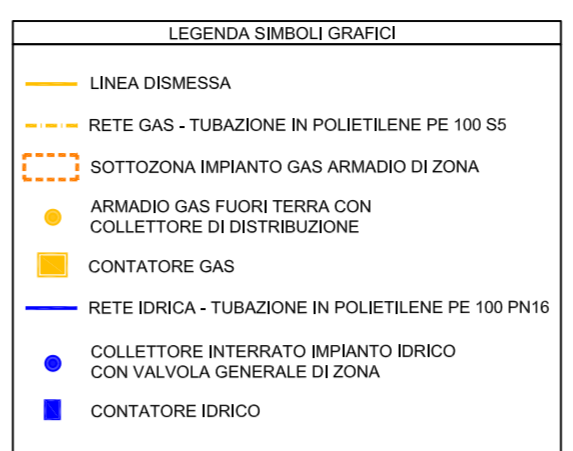 LEGENDA SIMBOLI GRAFICI
LINEA DISMESSA
RETE GAS - TUBAZIONE IN POLIETILENE PE 100 S5
SOTTOZONA IMPIANTO GAS ARMADIO DI ZONA
ARMADIO GAS FUORI TERRA CON
COLLETTORE DI DISTRIBUZIONE
CONTATORE GAS
RETE IDRICA - TUBAZIONE IN POLIETILENE PE 100 PN16
COLLETTORE INTERRATO IMPIANTO IDRICO
CON VALVOLA GENERALE DI ZONA
CONTATORE IDRICO